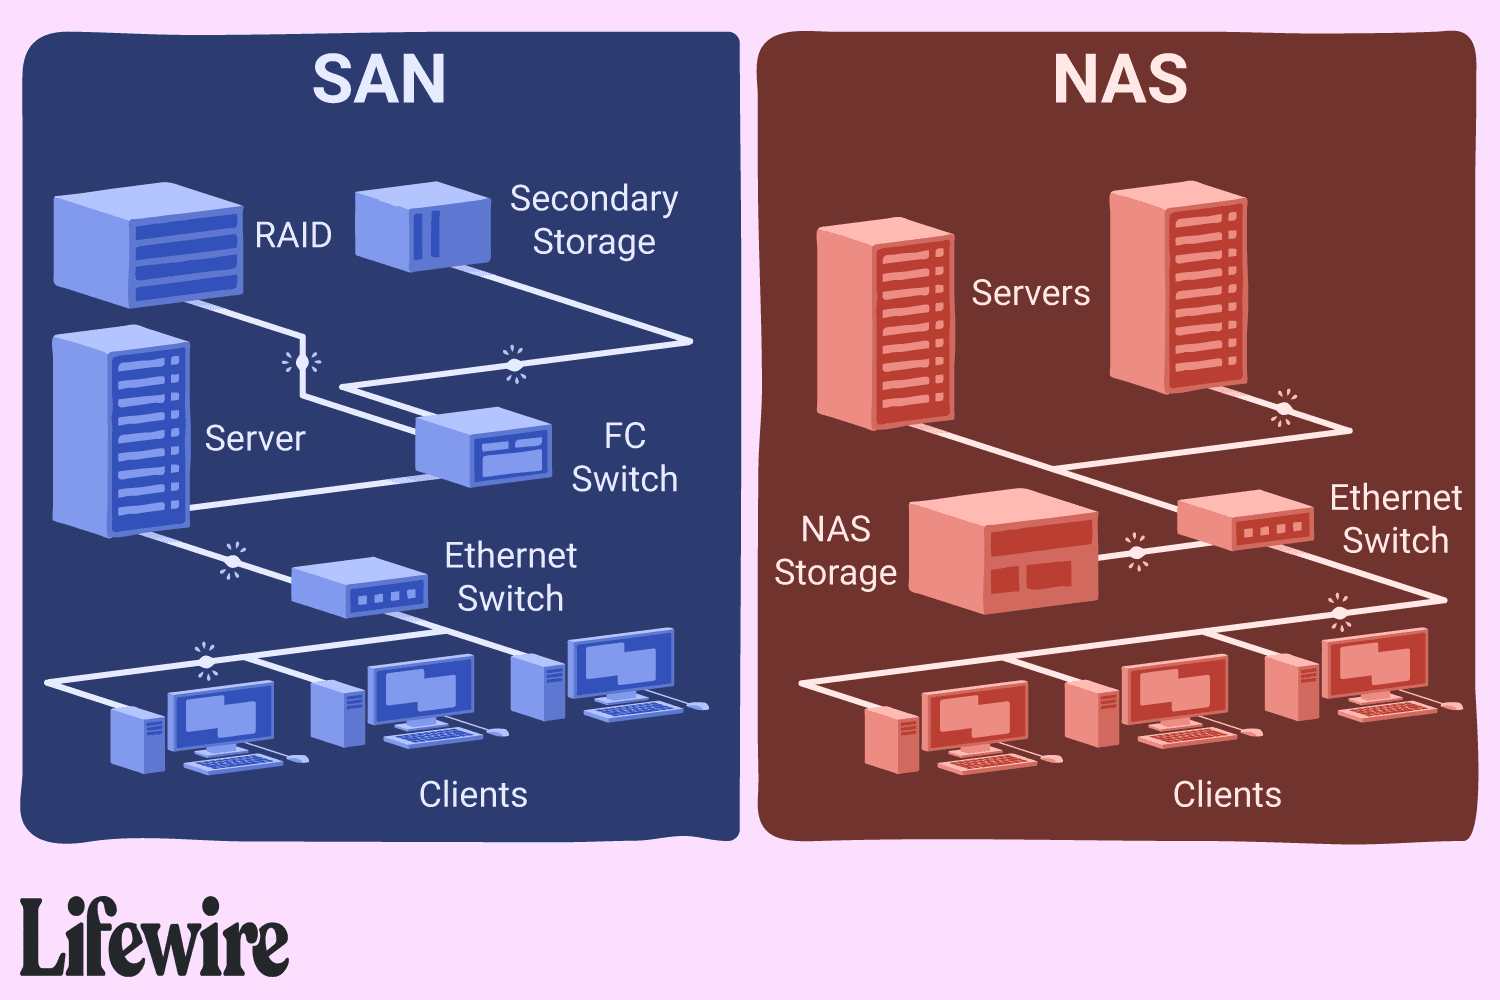 SAN
RAID
Secondary
Storage
Server
FC
Switch
Ethernet
Switch
Clients
NAS
Servers
NAS
Storage
Ethernet
Switch
Clients
Lifewire